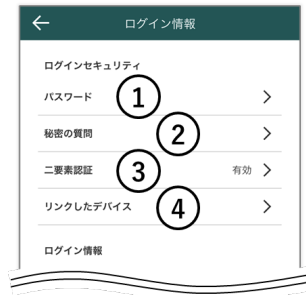 ログイン情報
ログインセキュリティ
パスワード 1
秘密の質問 2
二要素認証 3 有効
リンクしたデバイス 4
ログイン情報